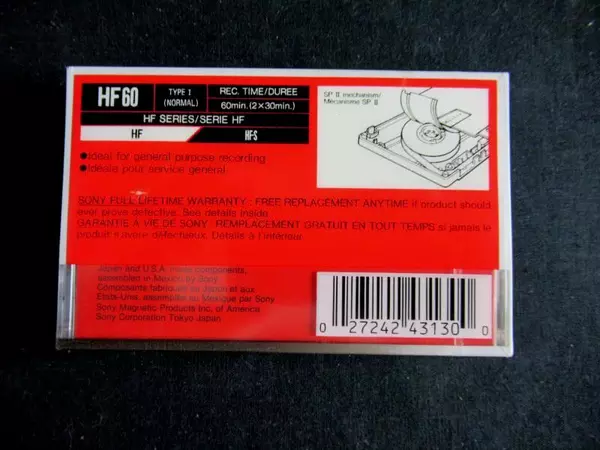 HF60
TYPE I
(NORMAL)
REC. TIME/DUREE
60min.(2×30min.)
HF SERIES/SERIE HF
HF
HFS
●Ideal for general purpose recording
●Idéale pour service général
SP II mechanism/
Mécanisme SP II
SONY FULL LIFETIME WARRANTY : FREE REPLACEMENT ANYTIME if product should
ever prove defective. See details inside.
GARANTIE A VIE DE SONY : REMPLACEMENT GRATUIT EN TOUT TEMPS si jamais le
produit s'avère défectueux. Détails à l'intérieur.
Japan and U.S.A. made components,
assembled in Mexico by Sony
Composants fabriqués au Japon et aux
Etats-Unis, assemblés au Mexique par Sony
Sony Magnetic Products Inc. of America
Sony Corporation Tokyo Japan
0 27242 43130 0